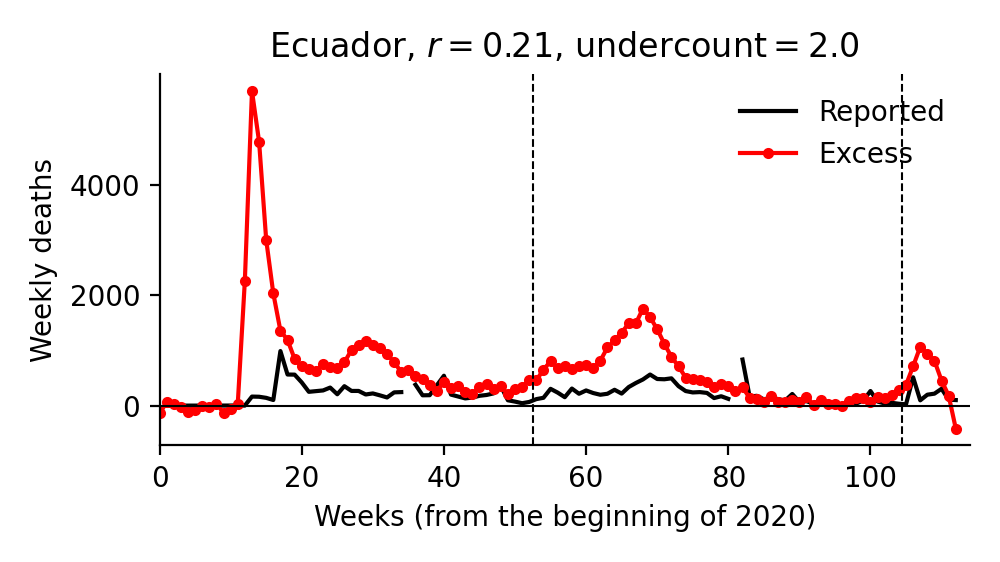 Ecuador, r = 0.21, undercount = 2.0
Reported
Excess
Weekly deaths
4000
2000
0
0 20 40 60 80 100
Weeks (from the beginning of 2020)